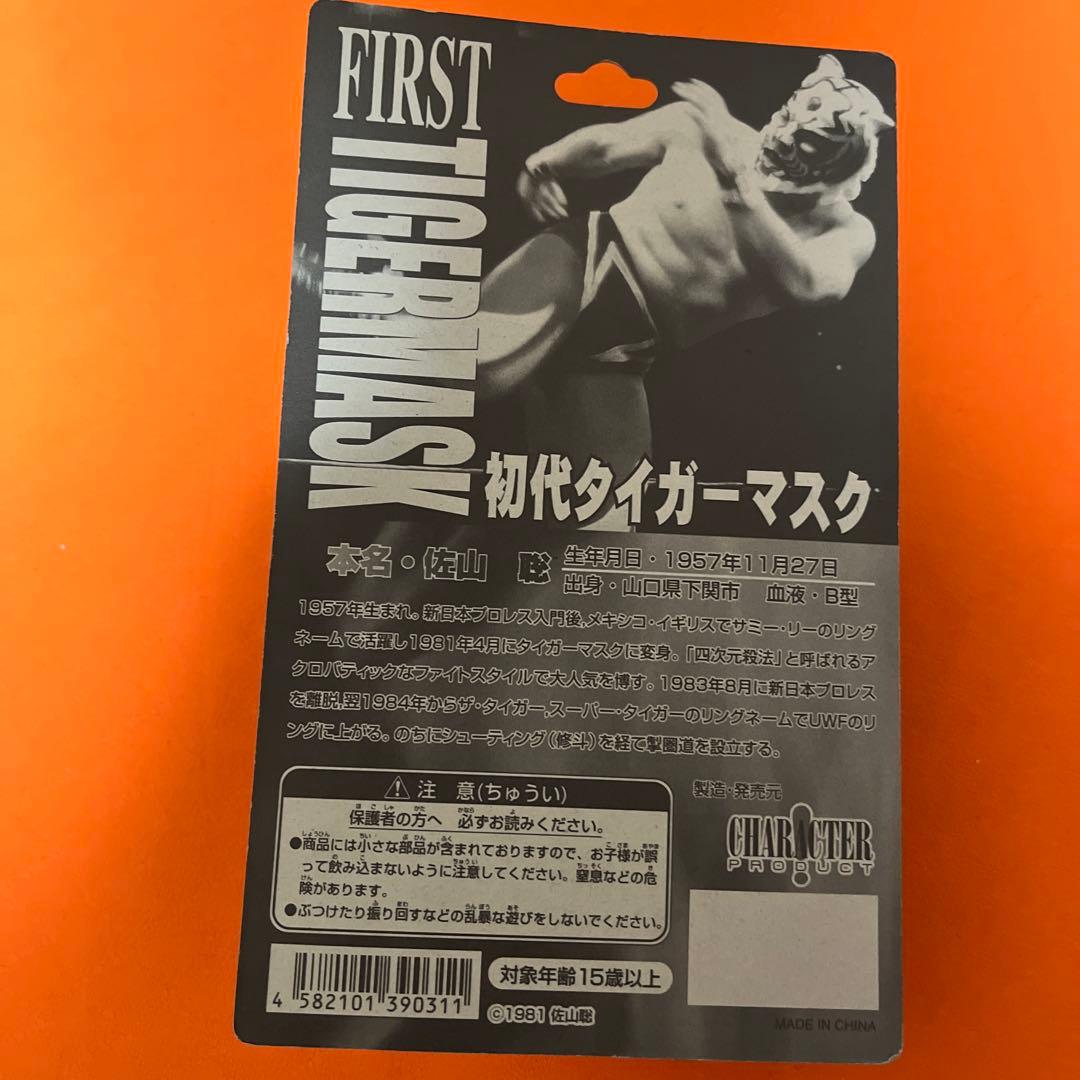 FIRST
TIGERMASK
初代タイガーマスク
本名・佐山 聡
生年月日・1957年11月27日
出身・山口県下関市 血液・B型
1957年生まれ。新日本プロレス入門後,メキシコ・イギリスでサミー・リーのリング
ネームで活躍し1981年4月にタイガーマスクに変身。「四次元殺法」と呼ばれるア
クロバティックなファイトスタイルで大人気を博す。1983年8月に新日本プロレス
を離脱,翌1984年からザ・タイガー,スーパー・タイガーのリングネームでUWFのリ
ングに上がる。のちにシューティング(修斗)を経て掣圏道を設立する。
注 意(ちゅうい)
保護者の方へ 必ずお読みください。
●商品には小さな部品が含まれておりますので、お子様が誤
って飲み込まないように注意してください。窒息などの危
険があります。
●ぶつけたり振り回すなどの乱暴な遊びをしないでください。
製造・発売元
CHARACTER
PRODUCT
4 582101 390311
対象年齢15歳以上
©1981 佐山聡
MADE IN CHINA